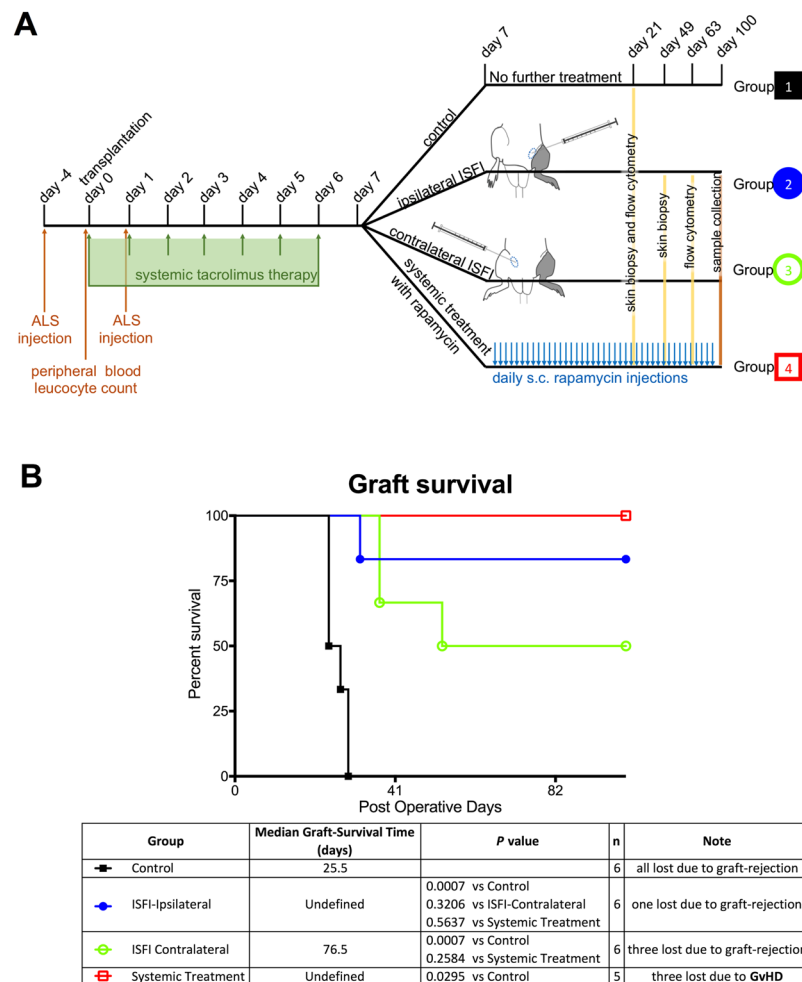 A
day -4
transplantation
day 0
day 1
day 2
day 3
day 4
day 5
day 6
day 7
systemic tacrolimus therapy
ALS
injection
ALS
injection
peripheral blood
leucocyte count
control
ipsilateral ISFI
contralateral ISFI
systemic treatment
with rapamycin
day 7
day 21
day 49
day 63
day 100
No further treatment
skin biopsy and flow cytometry
skin biopsy
flow cytometry
sample collection
daily s.c. rapamycin injections
Group 1
Group 2
Group 3
Group 4
B
Graft survival
Percent survival
100
75
50
25
0
0 41 82
Post Operative Days
Group Median Graft-Survival Time (days) P value n Note
Control 25.5 6 all lost due to graft-rejection
ISFI-Ipsilateral Undefined 0.0007 vs Control 6 one lost due to graft-rejection
0.3206 vs ISFI-Contralateral
0.5637 vs Systemic Treatment
ISFI Contralateral 76.5 0.0007 vs Control 6 three lost due to graft-rejection
0.2584 vs Systemic Treatment
Systemic Treatment Undefined 0.0295 vs Control 5 three lost due to GvHD